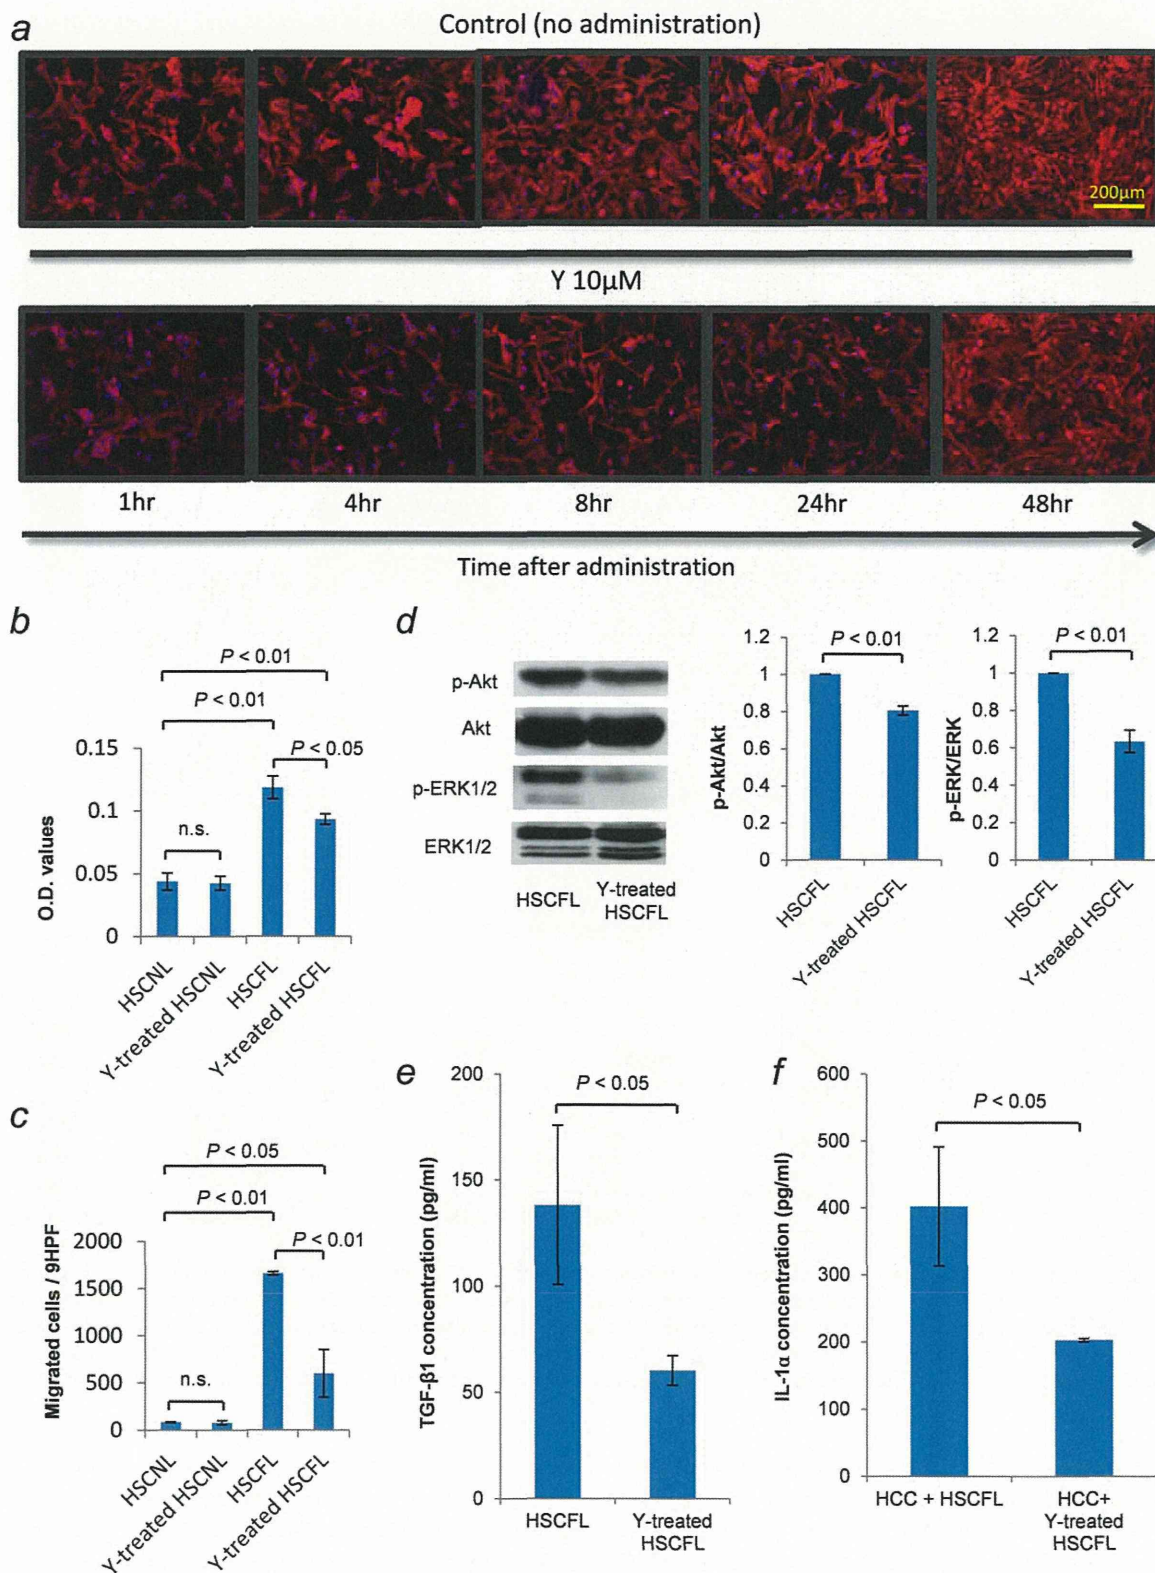 a
Control (no administration)
200μm
Y 10μM
1hr 4hr 8hr 24hr 48hr
Time after administration
b
P < 0.01
P < 0.01
P < 0.05
n.s.
0.15
0.1
0.05
0
O.D. values
HSCNL
Y-treated HSCNL
HSCFL
Y-treated HSCFL
c
P < 0.05
P < 0.01
P < 0.01
n.s.
2000
1500
1000
500
0
Migrated cells / 9HPF
HSCNL
Y-treated HSCNL
HSCFL
Y-treated HSCFL
d
p-Akt
Akt
p-ERK1/2
ERK1/2
HSCFL
Y-treated
HSCFL
P < 0.01
1.2
1
0.8
0.6
0.4
0.2
0
p-Akt/Akt
HSCFL
Y-treated HSCFL
P < 0.01
1.2
1
0.8
0.6
0.4
0.2
0
p-ERK/ERK
HSCFL
Y-treated HSCFL
e
P < 0.05
200
150
100
50
0
TGF-β1 concentration (pg/ml)
HSCFL
Y-treated
HSCFL
f
P < 0.05
600
500
400
300
200
100
0
IL-1α concentration (pg/ml)
HCC + HSCFL
HCC+
Y-treated
HSCFL